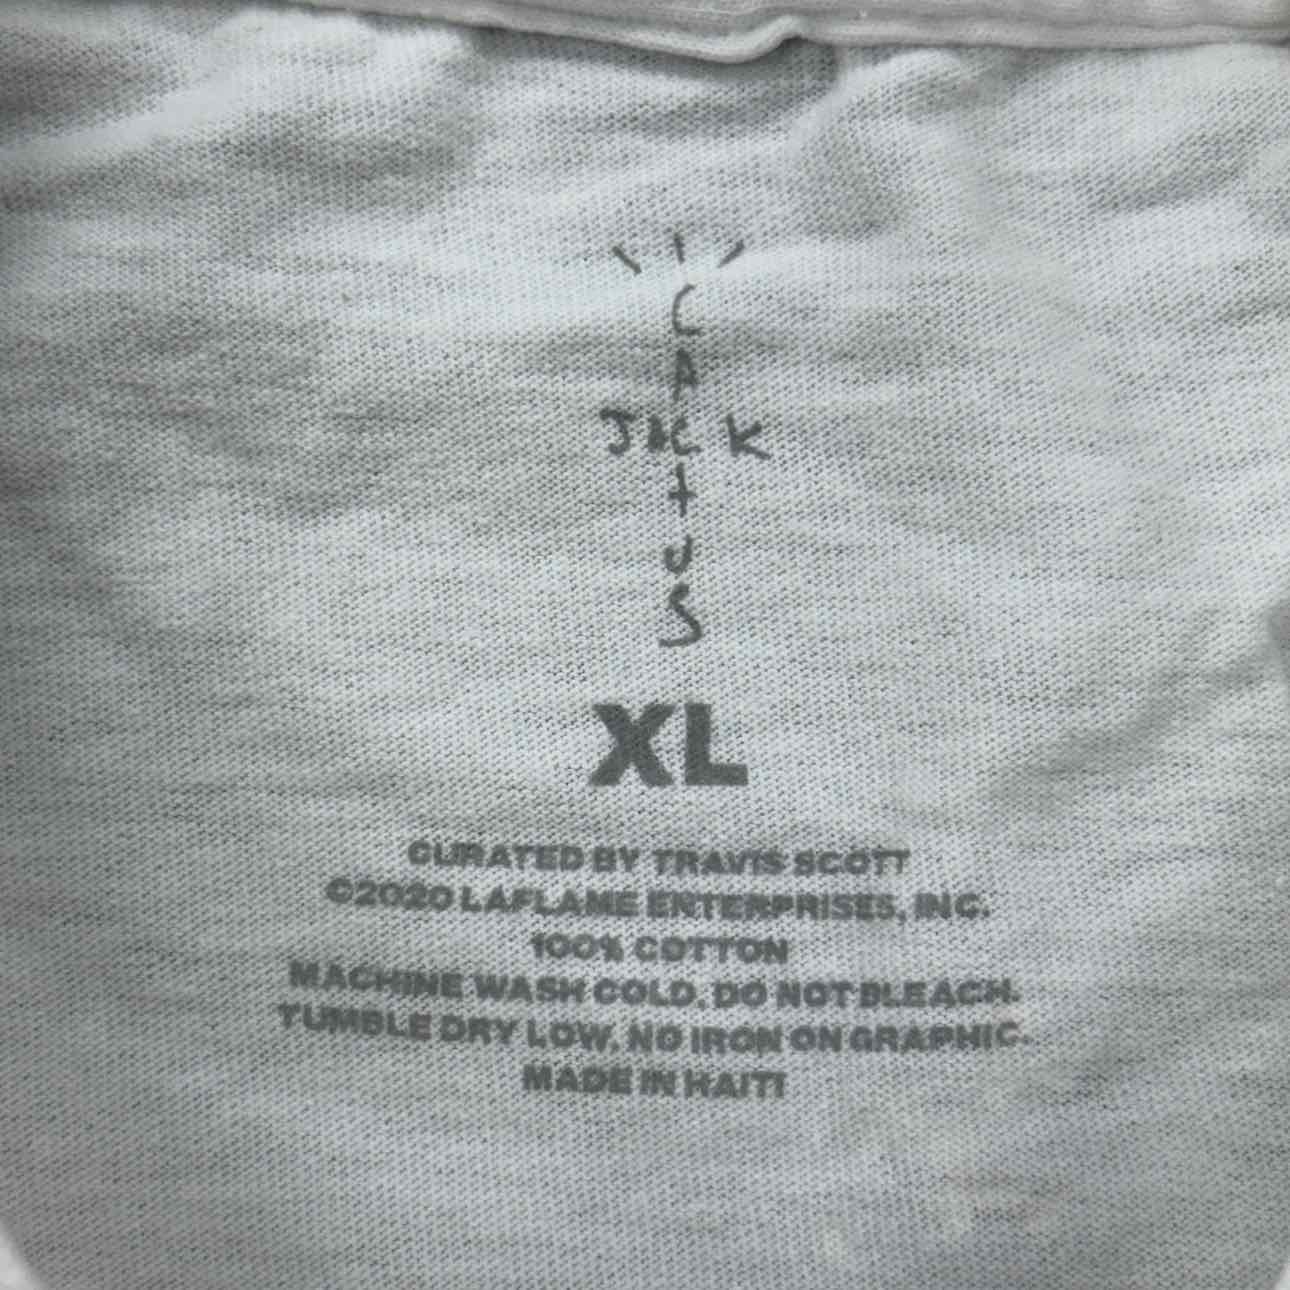 C
A
JACK
t
U
S
XL
CURATED BY TRAVIS SCOTT
©2020 LAFLAME ENTERPRISES, INC.
100% COTTON
MACHINE WASH COLD. DO NOT BLEACH.
TUMBLE DRY LOW. NO IRON ON GRAPHIC.
MADE IN HAITI